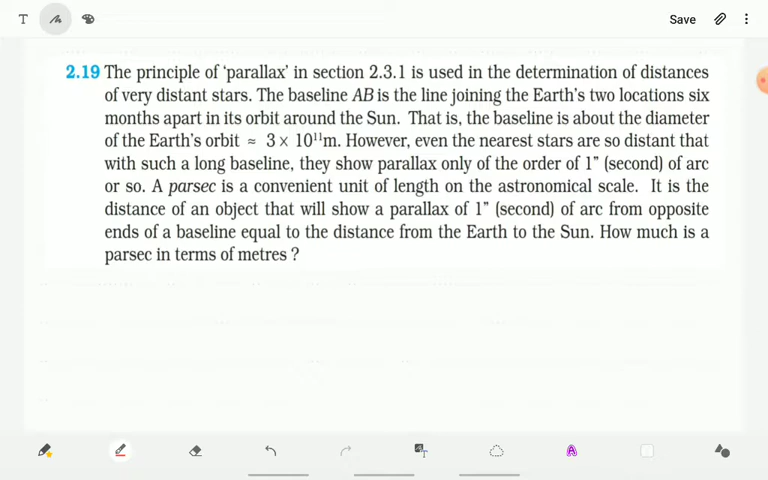 T
Save
2.19 The principle of ‘parallax’ in section 2.3.1 is used in the determination of distances
of very distant stars. The baseline AB is the line joining the Earth’s two locations six
months apart in its orbit around the Sun. That is, the baseline is about the diameter
of the Earth’s orbit ≈ 3 × 10¹¹m. However, even the nearest stars are so distant that
with such a long baseline, they show parallax only of the order of 1” (second) of arc
or so. A parsec is a convenient unit of length on the astronomical scale. It is the
distance of an object that will show a parallax of 1” (second) of arc from opposite
ends of a baseline equal to the distance from the Earth to the Sun. How much is a
parsec in terms of metres ?